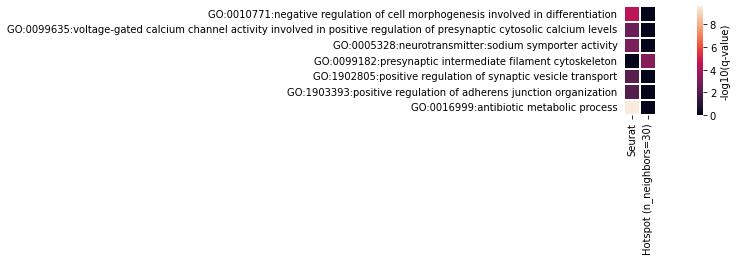 GO:0010771:negative regulation of cell morphogenesis involved in differentiation
GO:0099635:voltage-gated calcium channel activity involved in positive regulation of presynaptic cytosolic calcium levels
GO:0005328:neurotransmitter:sodium symporter activity
GO:0099182:presynaptic intermediate filament cytoskeleton
GO:1902805:positive regulation of synaptic vesicle transport
GO:1903393:positive regulation of adherens junction organization
GO:0016999:antibiotic metabolic process
Seurat
Hotspot (n_neighbors=30)
8
6
4
2
0
-log10(q-value)